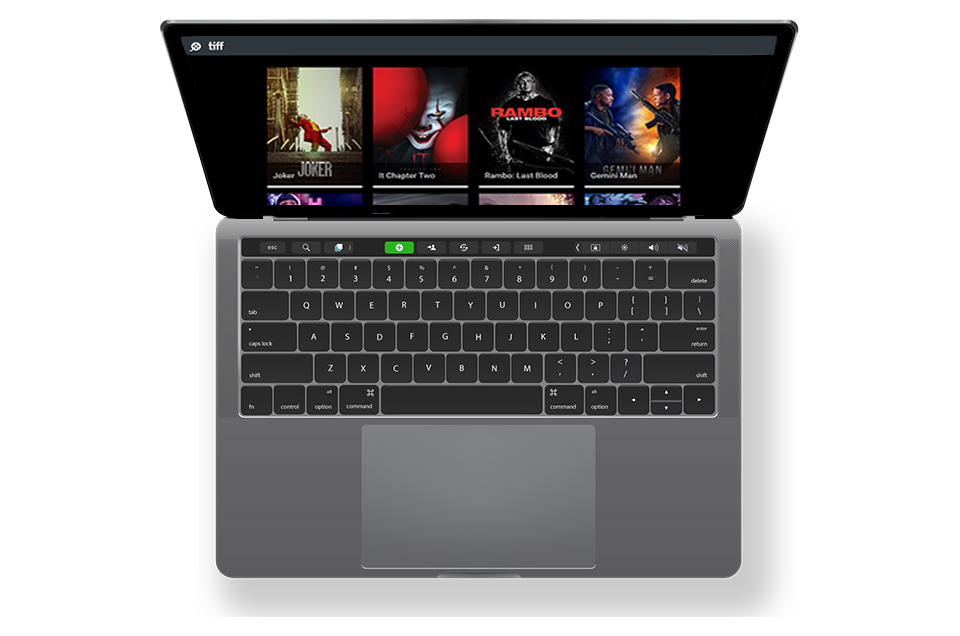 tiff
JOKER
IT
RAMBO
LAST BLOOD
GEMINI MAN
Joker
It Chapter Two
Rambo: Last Blood
Gemini Man
esc
~ ! @ # $ % ^ & * ( ) – +
` 1 2 3 4 5 6 7 8 9 0 - = delete
tab Q W E R T Y U I O P { [ } ] | \
caps lock A S D F G H J K L : ; " ' enter return
shift Z X C V B N M < , > . ? / shift
fn control alt option ⌘ command ⌘ command alt option ◂ ▴ ▾ ▸